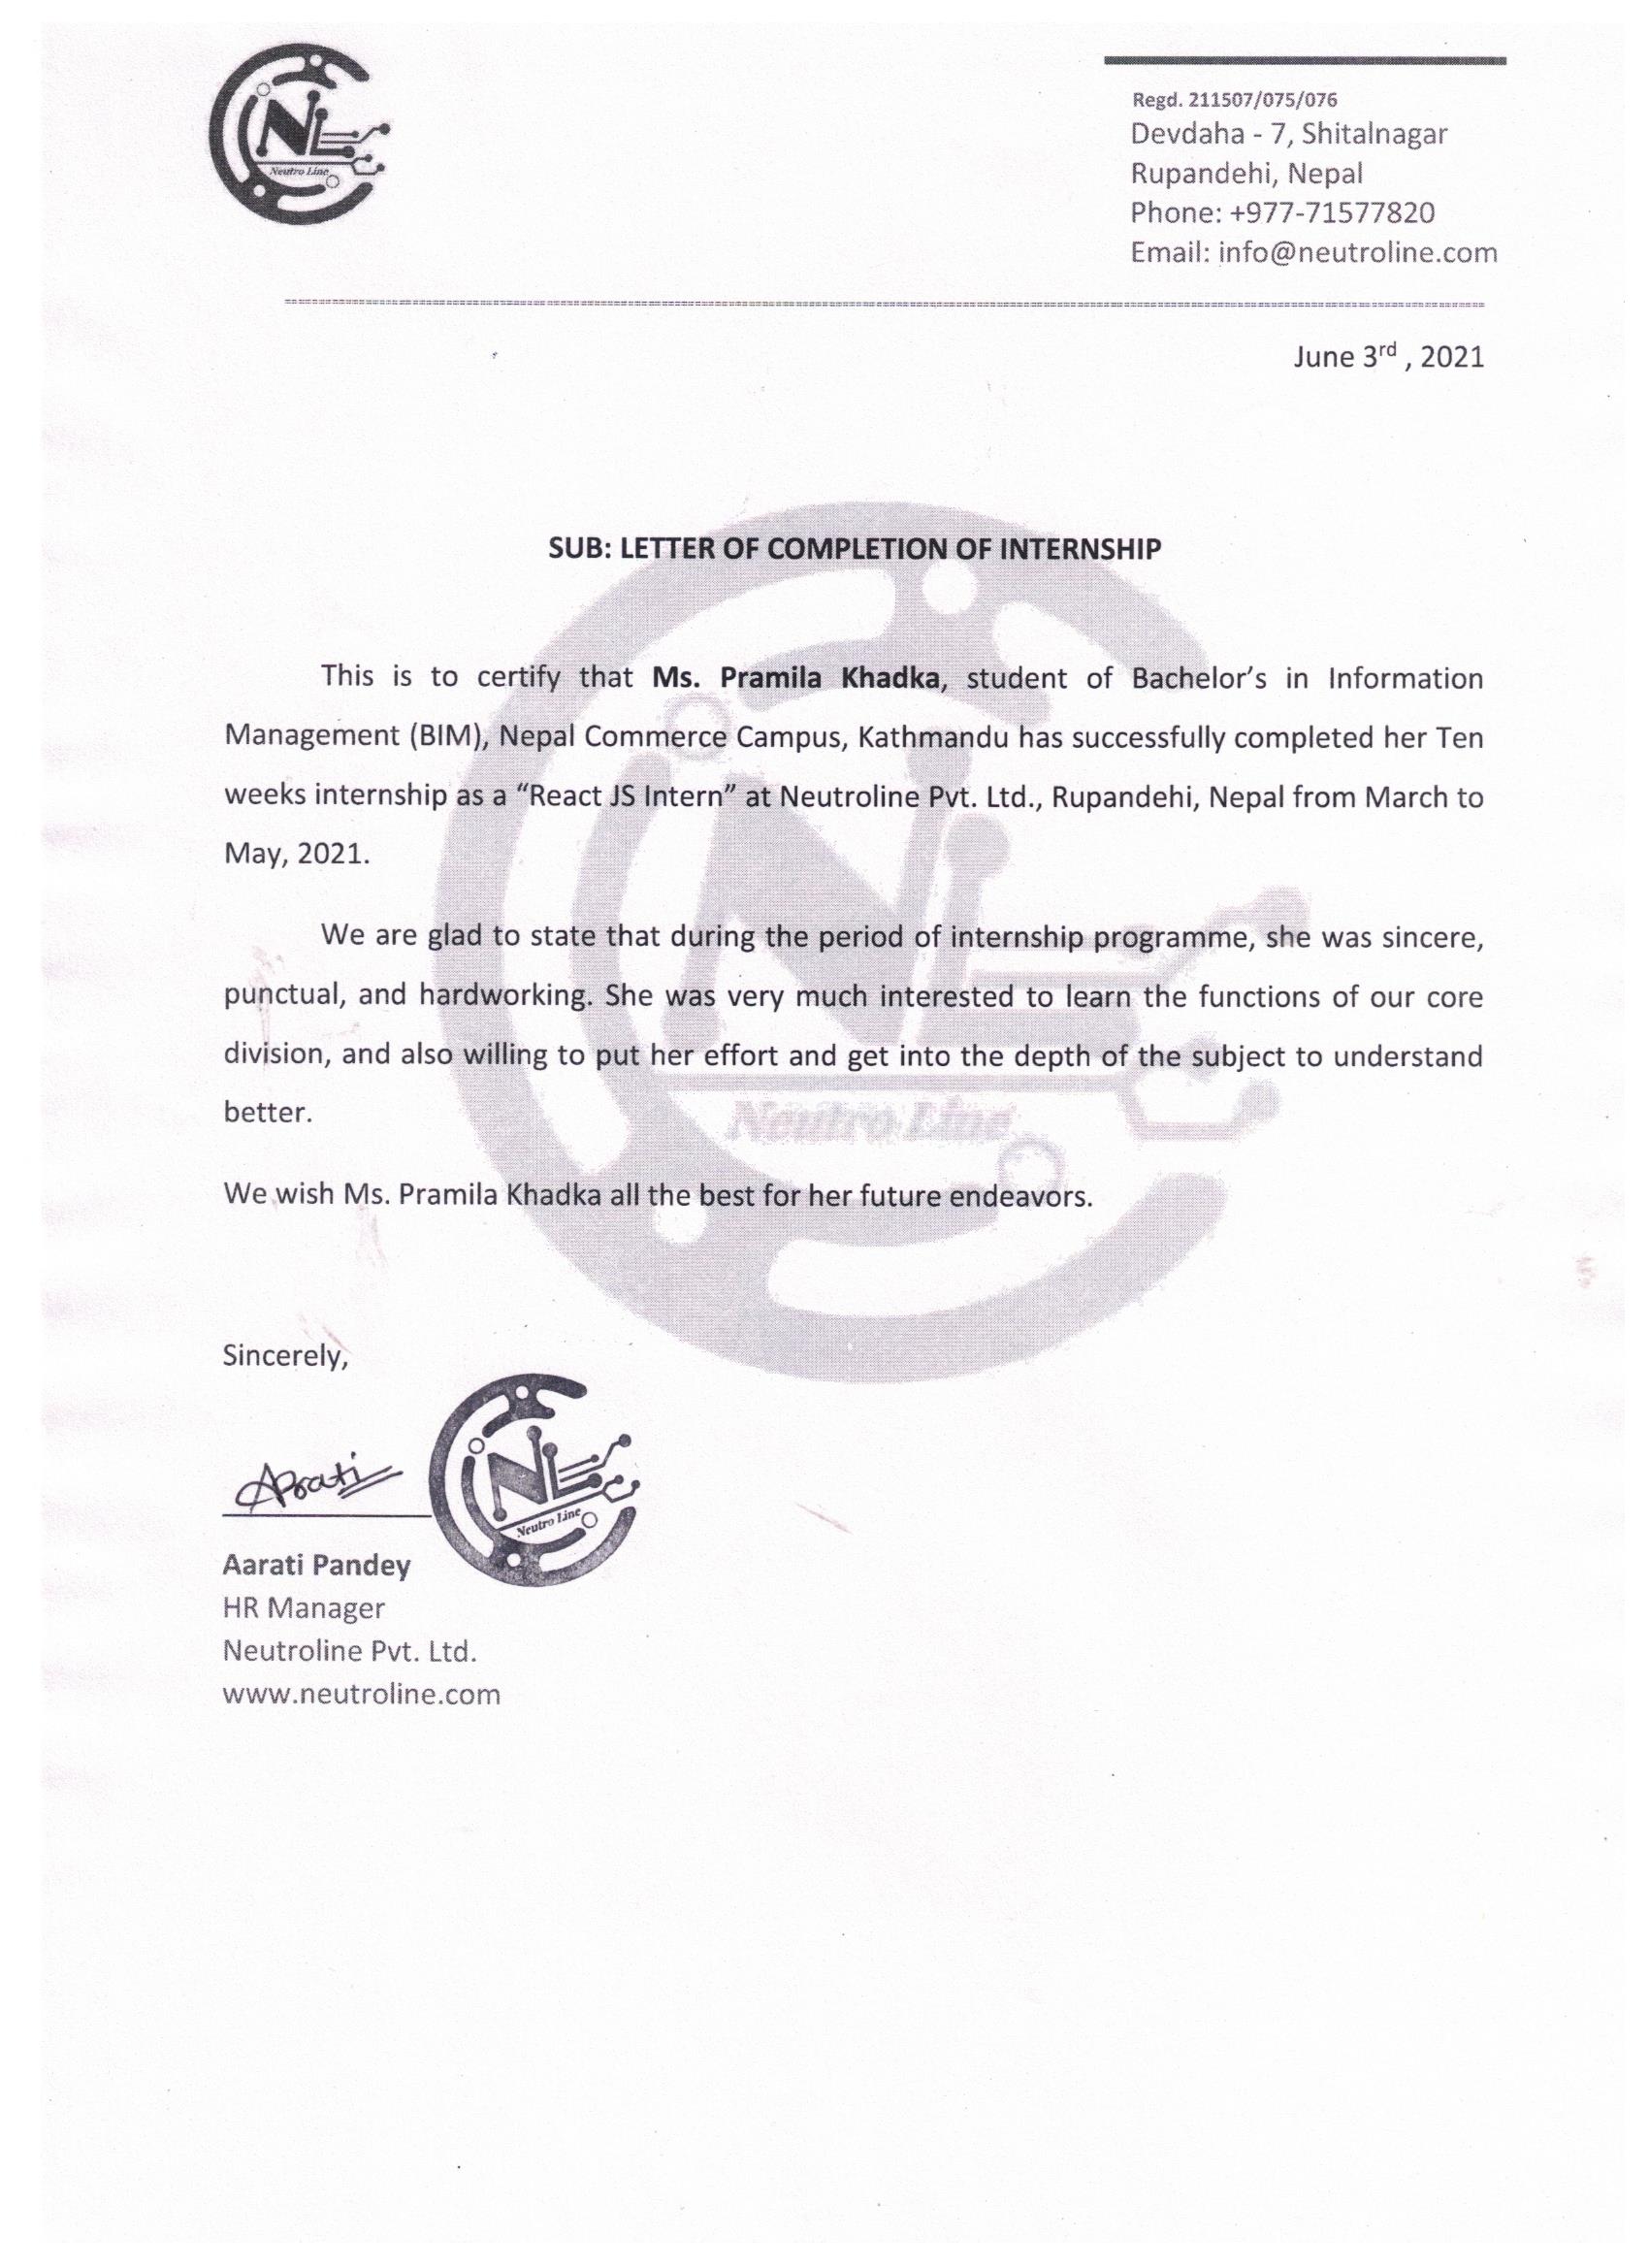 Neutro Line
Regd. 211507/075/076
Devdaha - 7, Shitalnagar
Rupandehi, Nepal
Phone: +977-71577820
Email: info@neutroline.com
June 3rd , 2021
SUB: LETTER OF COMPLETION OF INTERNSHIP
This is to certify that Ms. Pramila Khadka, student of Bachelor’s in Information
Management (BIM), Nepal Commerce Campus, Kathmandu has successfully completed her Ten
weeks internship as a “React JS Intern” at Neutroline Pvt. Ltd., Rupandehi, Nepal from March to
May, 2021.
We are glad to state that during the period of internship programme, she was sincere,
punctual, and hardworking. She was very much interested to learn the functions of our core
division, and also willing to put her effort and get into the depth of the subject to understand
better.
Neutro Line
We wish Ms. Pramila Khadka all the best for her future endeavors.
Sincerely,
Aarati
NL
Neutro Line
Aarati Pandey
HR Manager
Neutroline Pvt. Ltd.
www.neutroline.com